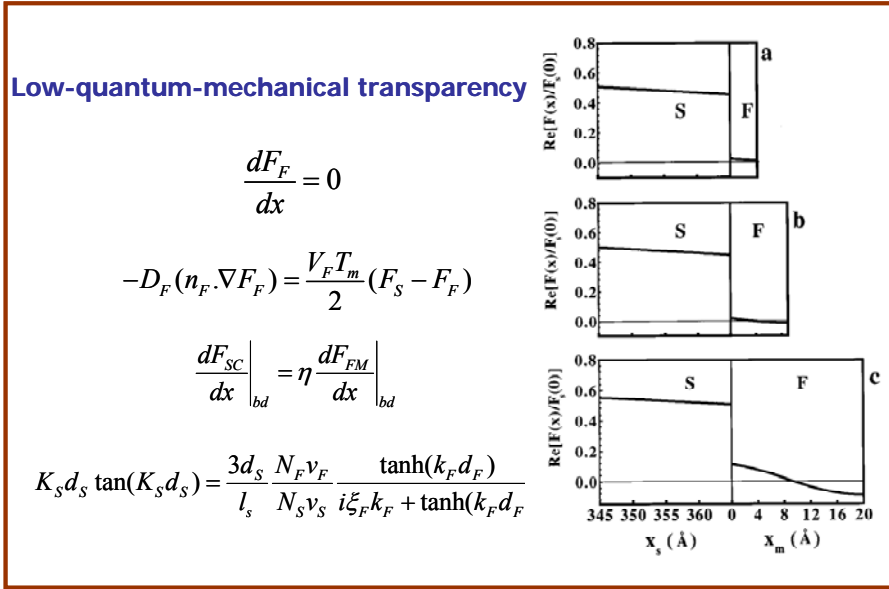 Low-quantum-mechanical transparency
dF_F/dx = 0
-D_F(n_F.∇F_F) = V_F T_m/2 (F_S − F_F)
dF_SC/dx|_bd = η dF_FM/dx|_bd
K_S d_S tan(K_S d_S) = 3d_S/l_s N_F v_F/N_S v_S tanh(k_F d_F)/iξ_F k_F + tanh(k_F d_F
Re[F(x)/F_s(0)]
0.8
0.6
0.4
0.2
0.0
S
F
a
Re[F(x)/F_s(0)]
0.8
0.6
0.4
0.2
0.0
S
F
b
Re[F(x)/F_s(0)]
0.8
0.6
0.4
0.2
0.0
S
F
c
345 350 355 360 0 4 8 12 16 20
x_s (Å) x_m (Å)